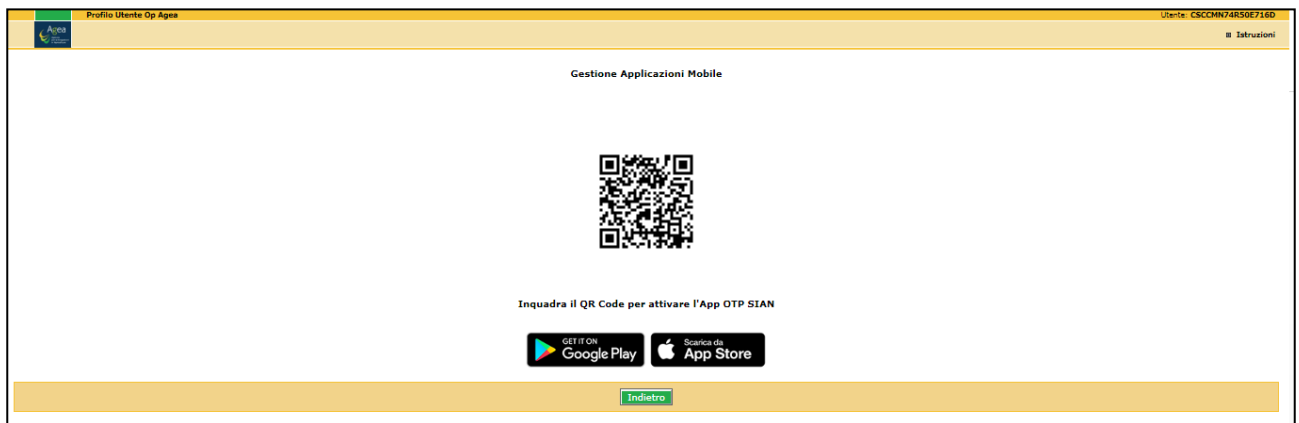 Profilo Utente Op Agea
Utente: CSCCMN74R50E716D
Agea
Istruzioni
Gestione Applicazioni Mobile
Inquadra il QR Code per attivare l'App OTP SIAN
GET IT ON
Google Play
Scarica da
App Store
Indietro